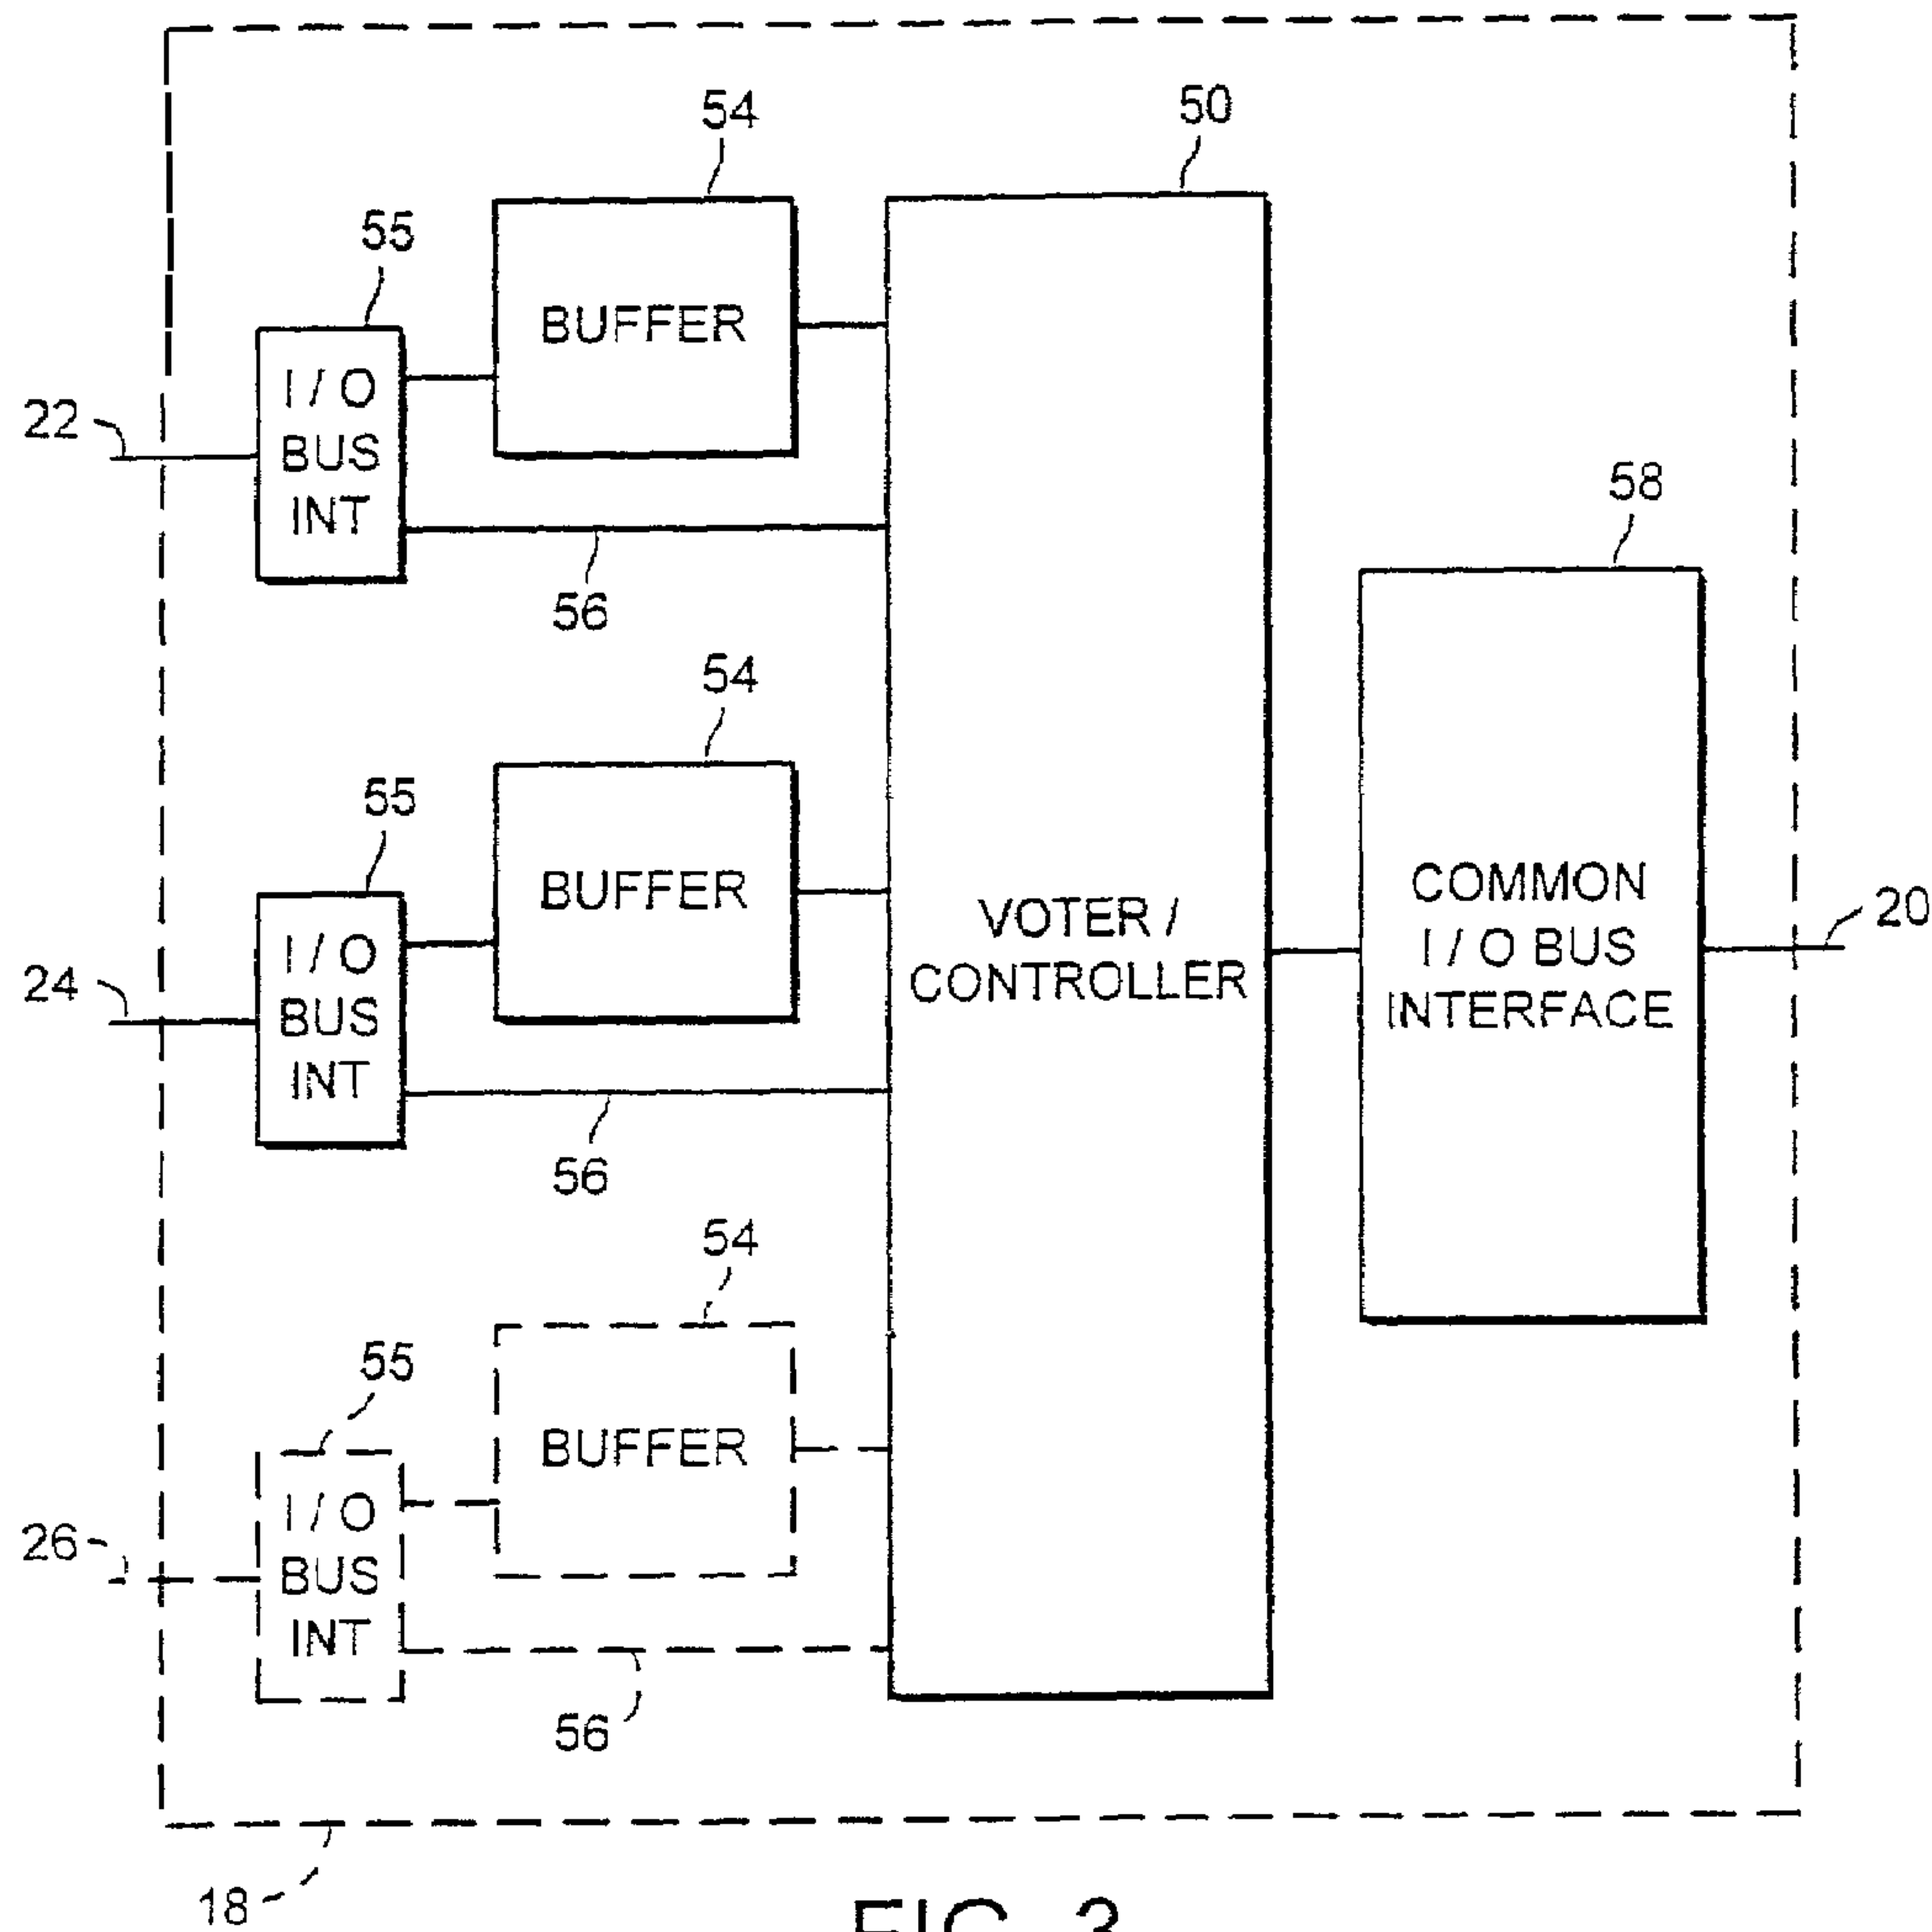 54
50
55
BUFFER
I / O
BUS
INT
22
58
56
54
55
BUFFER
I / O
BUS
INT
24
VOTER /
CONTROLLER
COMMON
I / O BUS
INTERFACE
20
56
54
55
BUFFER
I / O
BUS
INT
26
56
18